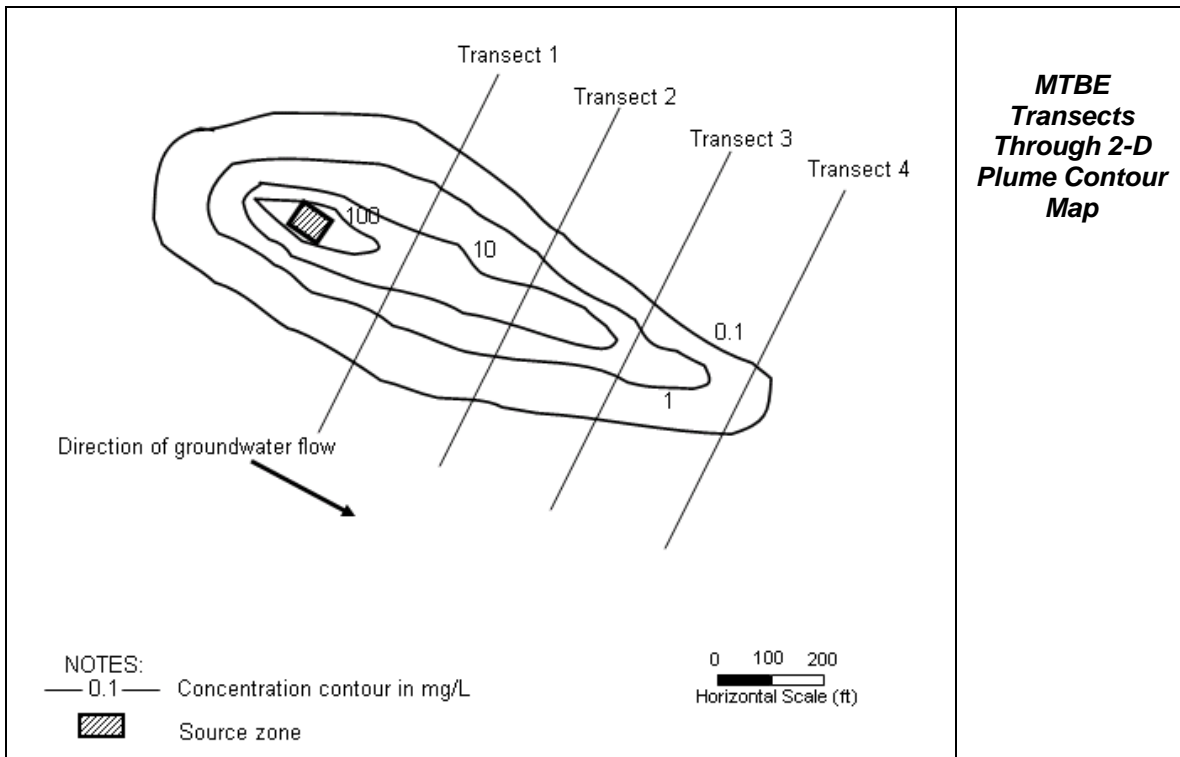 Transect 1
Transect 2
Transect 3
Transect 4
MTBE
Transects
Through 2-D
Plume Contour
Map
100
10
0.1
1
Direction of groundwater flow
NOTES:
0.1 Concentration contour in mg/L
Source zone
0 100 200
Horizontal Scale (ft)